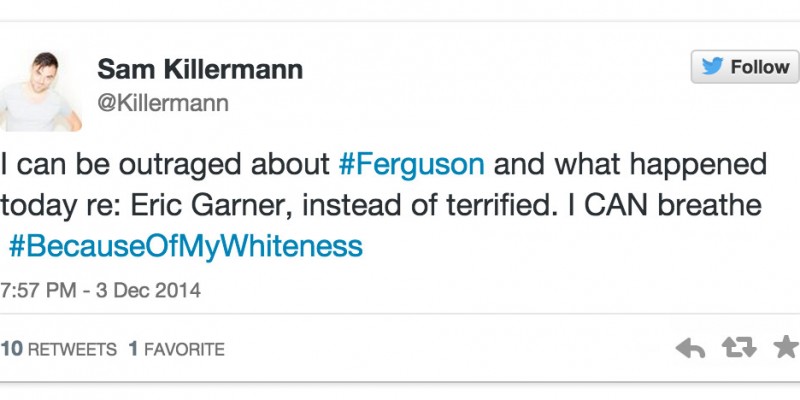 Sam Killermann
@Killermann
Follow
I can be outraged about #Ferguson and what happened
today re: Eric Garner, instead of terrified. I CAN breathe
#BecauseOfMyWhiteness
7:57 PM - 3 Dec 2014
10 RETWEETS 1 FAVORITE